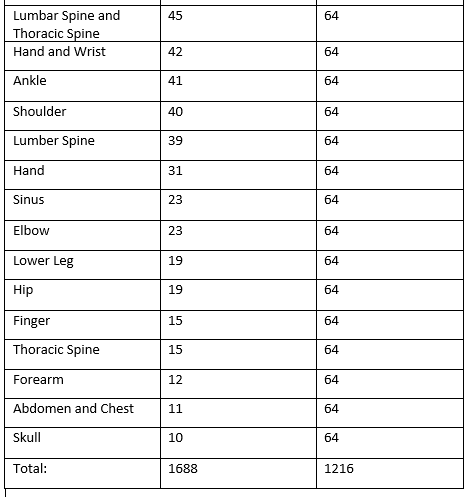 Lumbar Spine and 45 64
Thoracic Spine
Hand and Wrist 42 64
Ankle 41 64
Shoulder 40 64
Lumber Spine 39 64
Hand 31 64
Sinus 23 64
Elbow 23 64
Lower Leg 19 64
Hip 19 64
Finger 15 64
Thoracic Spine 15 64
Forearm 12 64
Abdomen and Chest 11 64
Skull 10 64
Total: 1688 1216